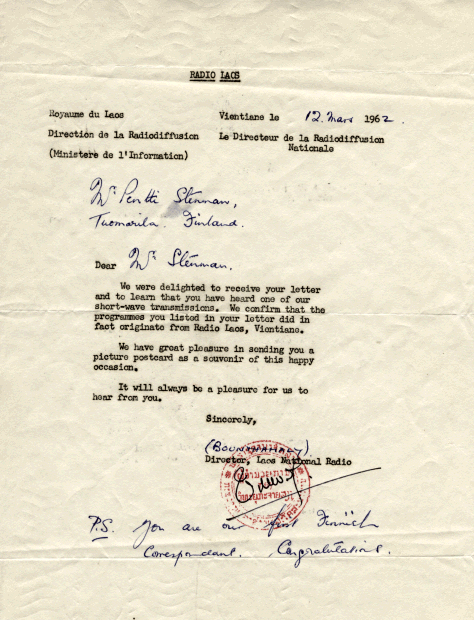 RADIO LAOS
Royaume du Laos
Vientiane le 12. Mars 1962.
Direction de la Radiodiffusion
Le Directeur de la Radiodiffusion
Nationale
(Ministere de l'Information)
Mr Pentti Stenman,
Tuomarila. Finland.
Dear Mr Stenman.
We were delighted to receive your letter
and to learn that you have heard one of our
short-wave transmissions. We confirm that the
programmes you listed in your letter did in
fact originate from Radio Laos, Vientiane.
We have great pleasure in sending you a
picture postcard as a souvenir of this happy
occasion.
It will always be a pleasure for us to
hear from you.
Sincerely,
Director, Laos National Radio
P.S. You are our first Finnish
Correspondant. Congratulations.